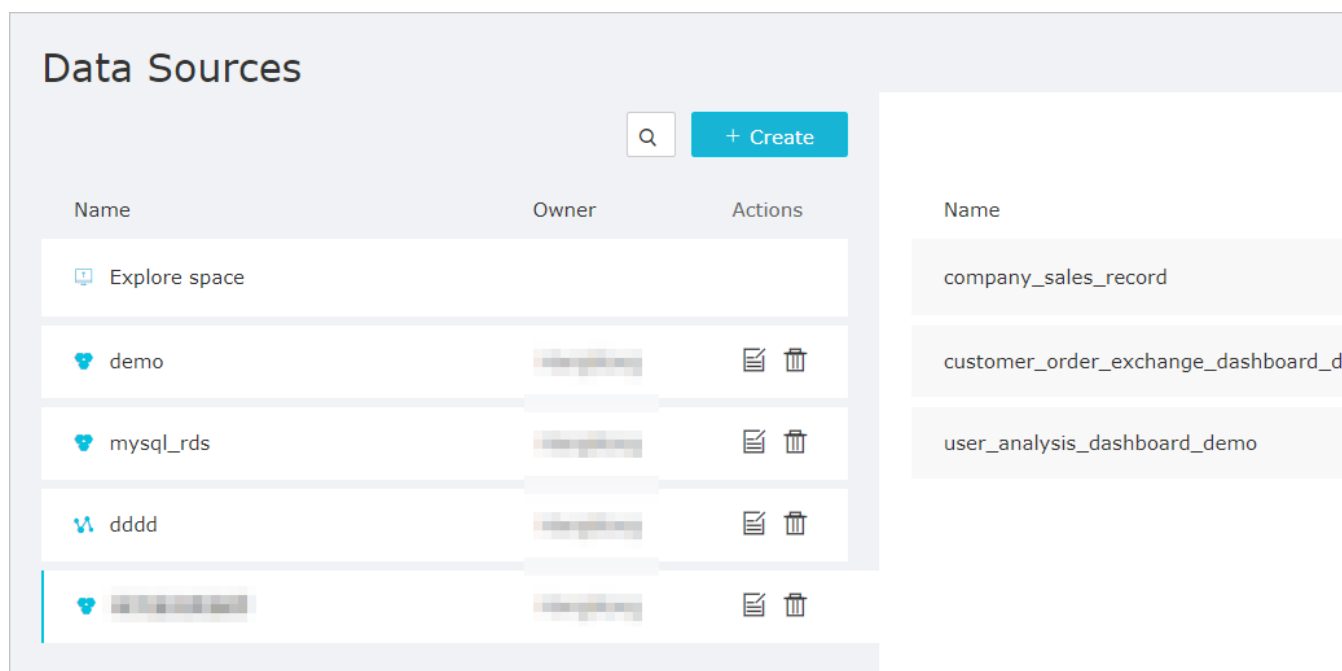 Data Sources
+ Create
Name Owner Actions
Explore space
demo
mysql_rds
dddd
Name
company_sales_record
customer_order_exchange_dashboard_d
user_analysis_dashboard_demo